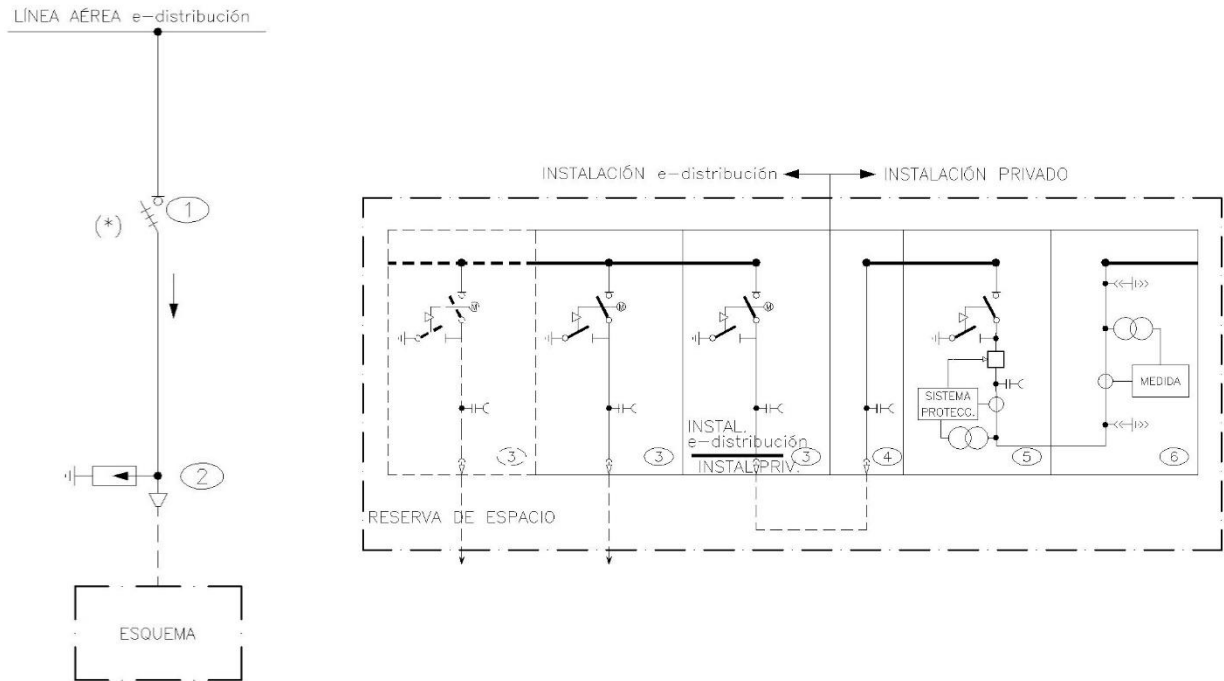 LÍNEA AÉREA e-distribución
(*)
1
2
ESQUEMA
INSTALACIÓN e-distribución
INSTALACIÓN PRIVADO
M
M
M
SISTEMA
PROTECC.
MEDIDA
INSTAL.
e-distribución
INSTAL.PRIV.
3
3
3
4
5
6
RESERVA DE ESPACIO